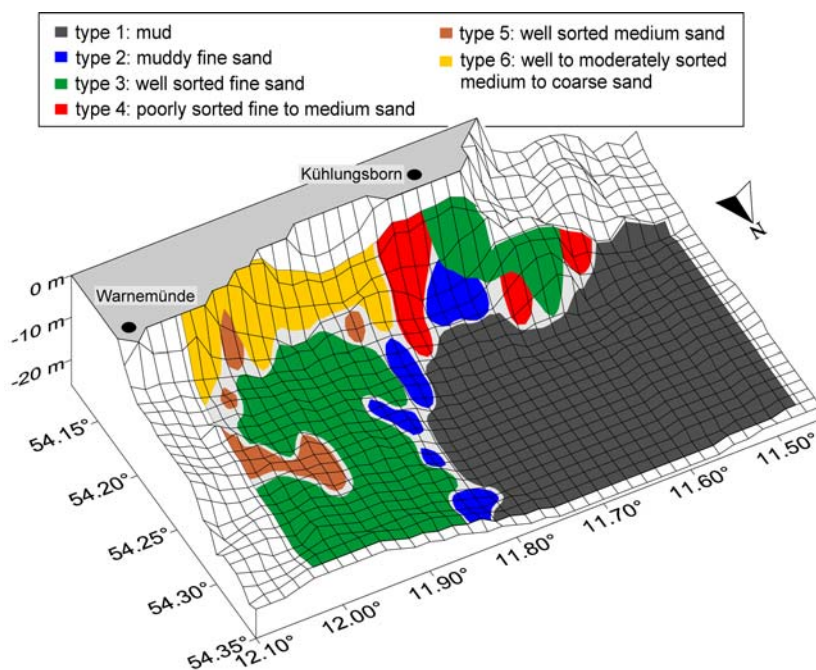 type 1: mud
type 2: muddy fine sand
type 3: well sorted fine sand
type 4: poorly sorted fine to medium sand
type 5: well sorted medium sand
type 6: well to moderately sorted
medium to coarse sand
Kühlungsborn
N
Warnemünde
0 m
-10 m
-20 m
54.15°
54.20°
54.25°
54.30°
54.35°
12.10°
12.00°
11.90°
11.80°
11.70°
11.60°
11.50°